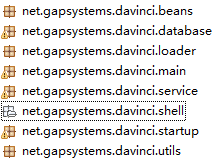 net.gapsystems.davinci.beans
net.gapsystems.davinci.database
net.gapsystems.davinci.loader
net.gapsystems.davinci.main
net.gapsystems.davinci.service
net.gapsystems.davinci.shell
net.gapsystems.davinci.startup
net.gapsystems.davinci.utils